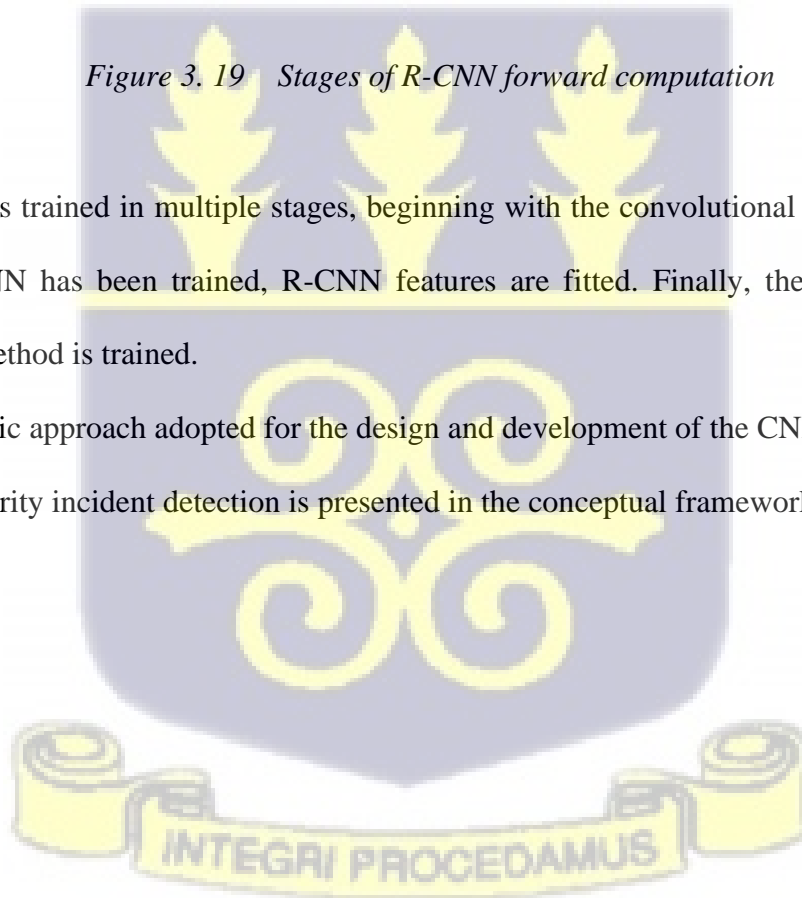 Figure 3. 19 Stages of R-CNN forward computation
s trained in multiple stages, beginning with the convolutional
NN has been trained, R-CNN features are fitted. Finally, the
ethod is trained.
ic approach adopted for the design and development of the CN
rity incident detection is presented in the conceptual framework
INTEGRI PROCEDAMUS